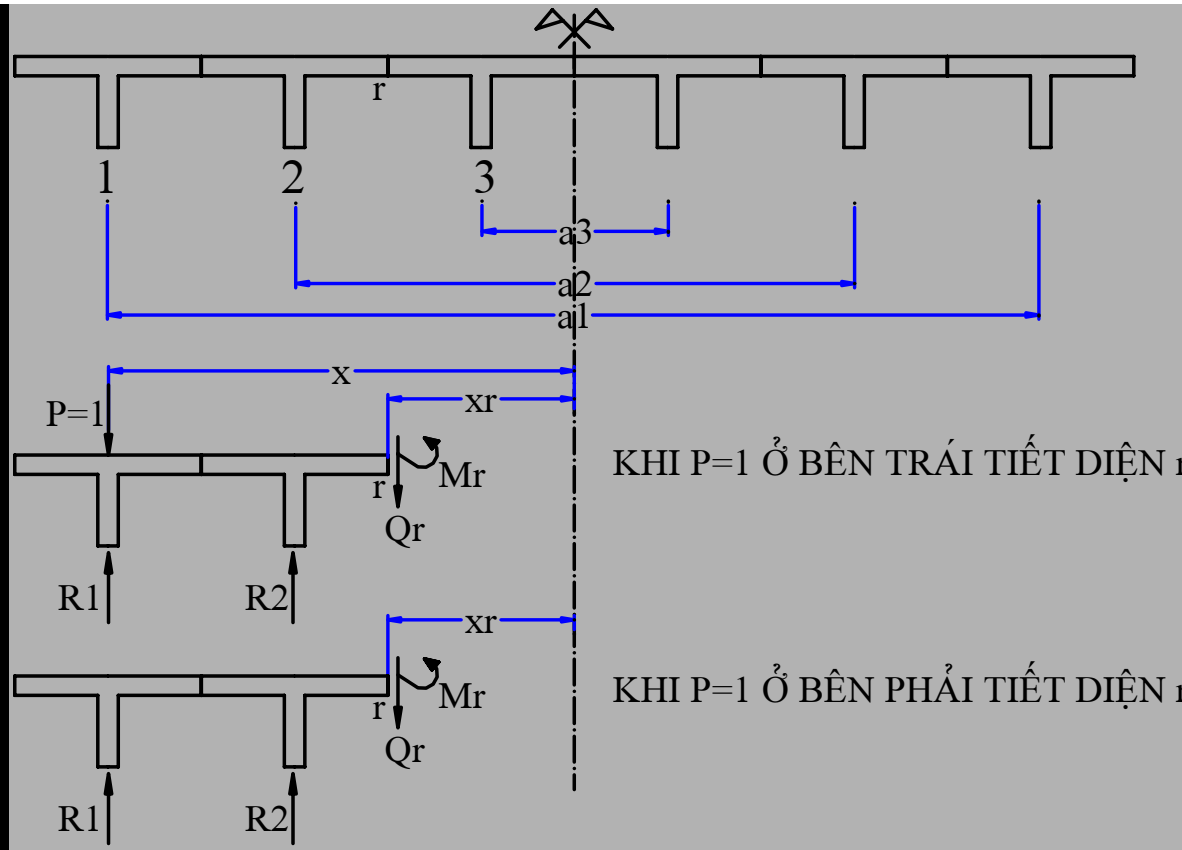 r
1 2 3
a3
a2
a1
x
P=1
xr
Mr
KHI P=1 Ở BÊN TRÁI TIẾT DIỆN r
r
Qr
R1 R2
xr
Mr
KHI P=1 Ở BÊN PHẢI TIẾT DIỆN r
r
Qr
R1 R2